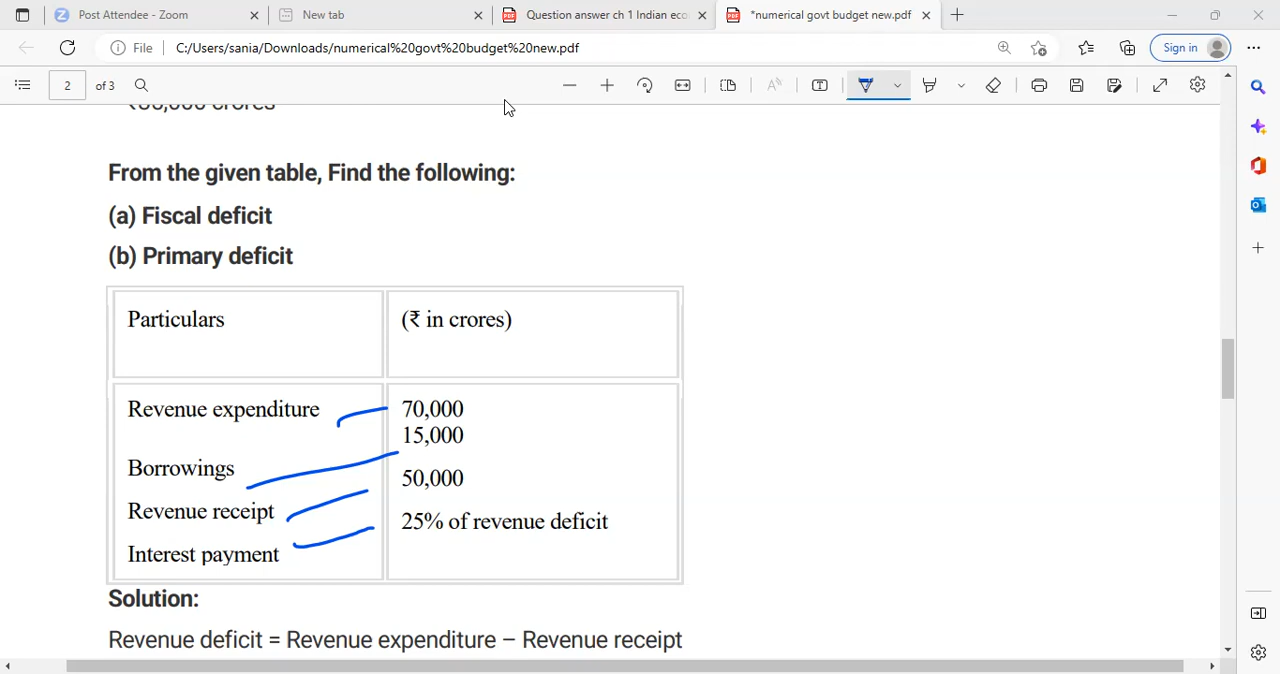 Post Attendee - Zoom
New tab
Question answer ch 1 Indian eco
*numerical govt budget new.pdf
File
C:/Users/sania/Downloads/numerical%20govt%20budget%20new.pdf
Sign in
2 of 3
From the given table, Find the following:
(a) Fiscal deficit
(b) Primary deficit
Particulars (₹ in crores)
Revenue expenditure 70,000
15,000
Borrowings
50,000
Revenue receipt
25% of revenue deficit
Interest payment
Solution:
Revenue deficit = Revenue expenditure − Revenue receipt